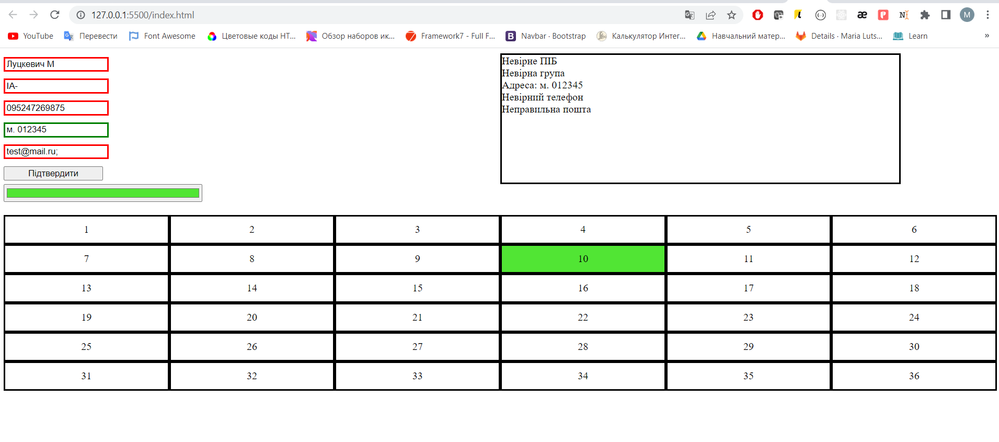 127.0.0.1:5500/index.html
M
YouTube Перевести Font Awesome Цветовые коды HT... Обзор наборов ик... Framework7 - Full F... Navbar · Bootstrap Калькулятор Интег... Навчальний матер... Details · Maria Luts... Learn »
Луцкевич М
ІА-
095247269875
м. 012345
test@mail.ru;
Підтвердити
Невірне ПІБ
Невірна група
Адреса: м. 012345
Невірний телефон
Неправильна пошта
1 2 3 4 5 6
7 8 9 10 11 12
13 14 15 16 17 18
19 20 21 22 23 24
25 26 27 28 29 30
31 32 33 34 35 36